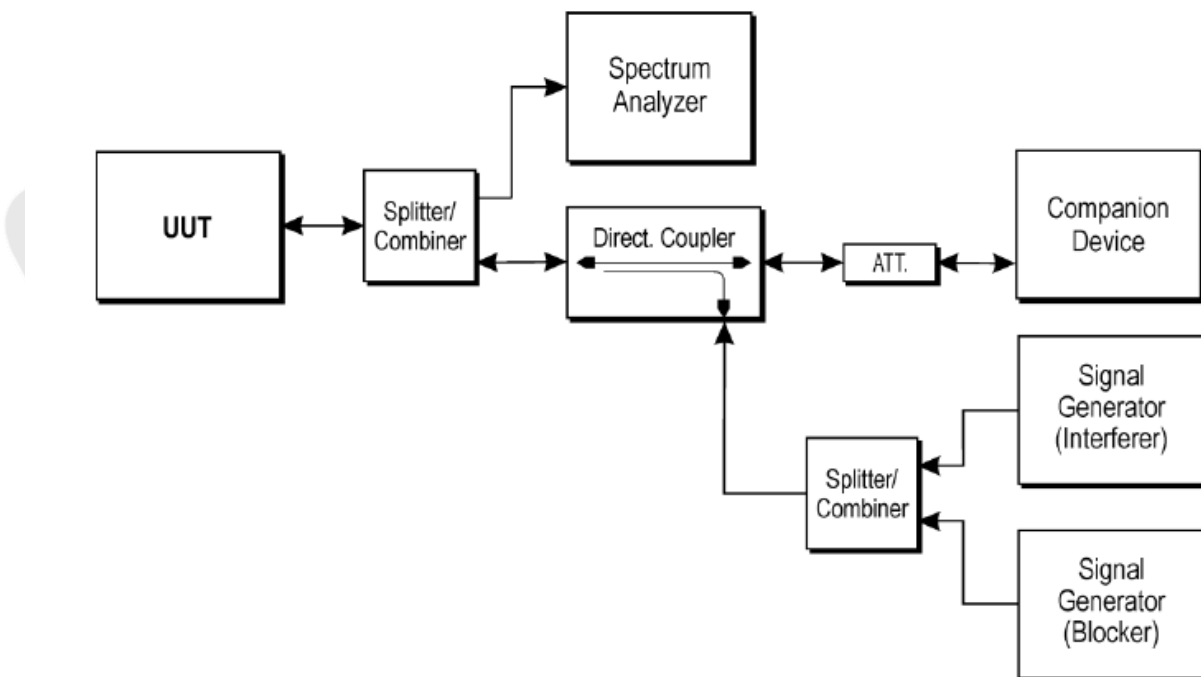 Spectrum
Analyzer
UUT
Splitter/
Combiner
Direct. Coupler
ATT.
Companion
Device
Signal
Generator
(Interferer)
Splitter/
Combiner
Signal
Generator
(Blocker)